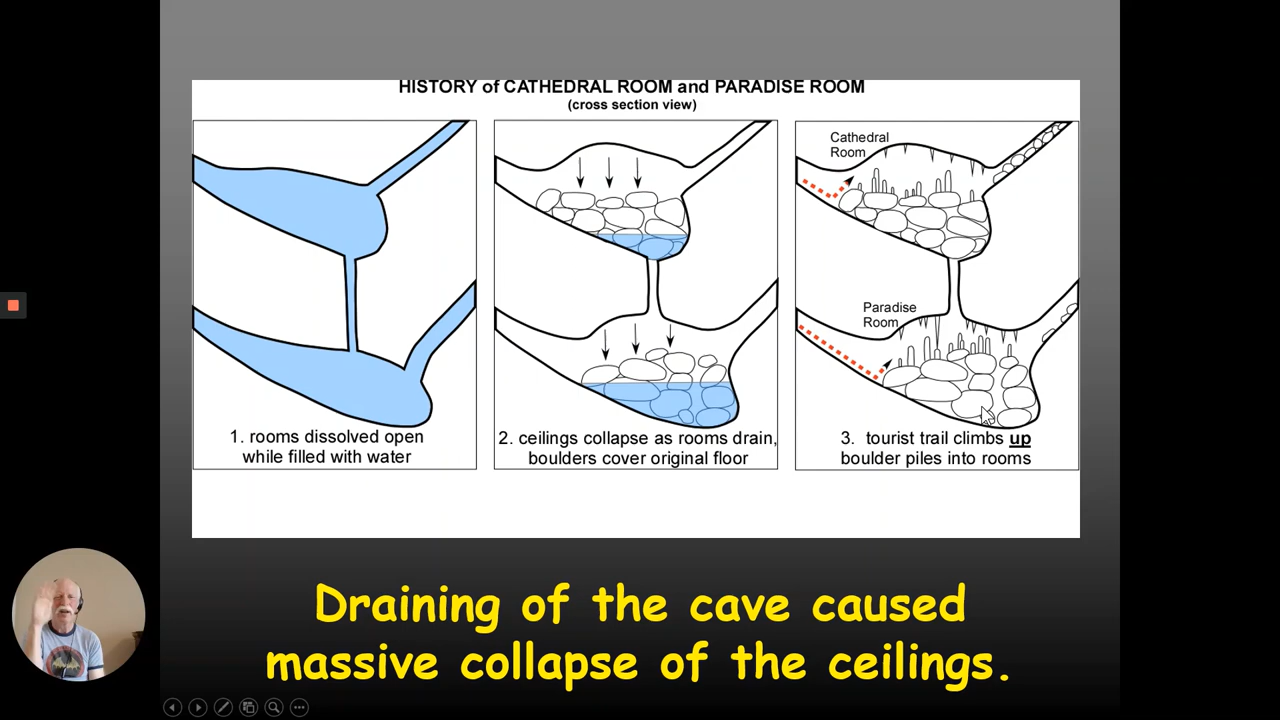 HISTORY of CATHEDRAL ROOM and PARADISE ROOM
(cross section view)
1. rooms dissolved open
while filled with water
2. ceilings collapse as rooms drain,
boulders cover original floor
Cathedral
Room
Paradise
Room
3. tourist trail climbs up
boulder piles into rooms
Draining of the cave caused
massive collapse of the ceilings.